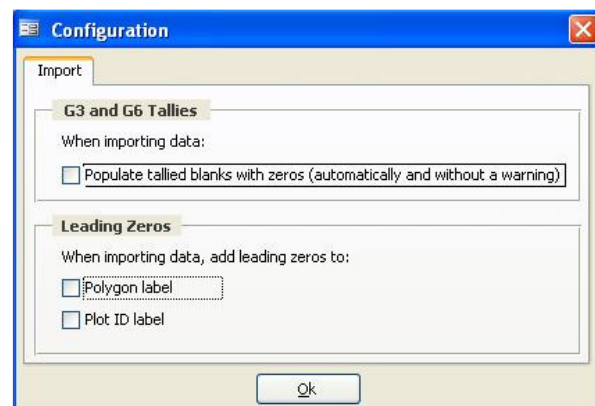 Configuration
Import
G3 and G6 Tallies
When importing data:
Populate tallied blanks with zeros (automatically and without a warning)
Leading Zeros
When importing data, add leading zeros to:
Polygon label
Plot ID label
Ok